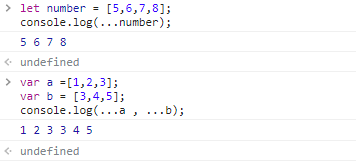 > let number = [5,6,7,8];
console.log(...number);
5 6 7 8
<· undefined
> var a =[1,2,3];
var b = [3,4,5];
console.log(...a , ...b);
1 2 3 3 4 5
<· undefined